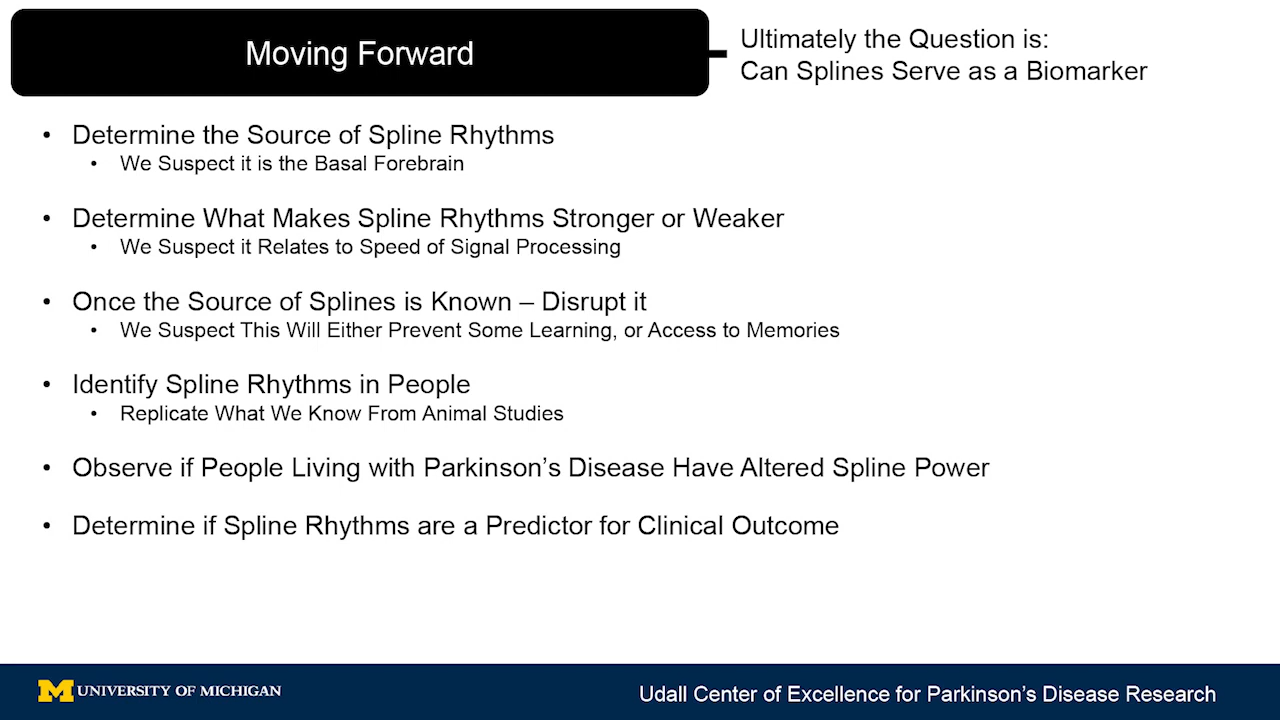 Moving Forward
Ultimately the Question is:
Can Splines Serve as a Biomarker
• Determine the Source of Spline Rhythms
• We Suspect it is the Basal Forebrain
• Determine What Makes Spline Rhythms Stronger or Weaker
• We Suspect it Relates to Speed of Signal Processing
• Once the Source of Splines is Known – Disrupt it
• We Suspect This Will Either Prevent Some Learning, or Access to Memories
• Identify Spline Rhythms in People
• Replicate What We Know From Animal Studies
• Observe if People Living with Parkinson’s Disease Have Altered Spline Power
• Determine if Spline Rhythms are a Predictor for Clinical Outcome
M UNIVERSITY OF MICHIGAN
Udall Center of Excellence for Parkinson’s Disease Research